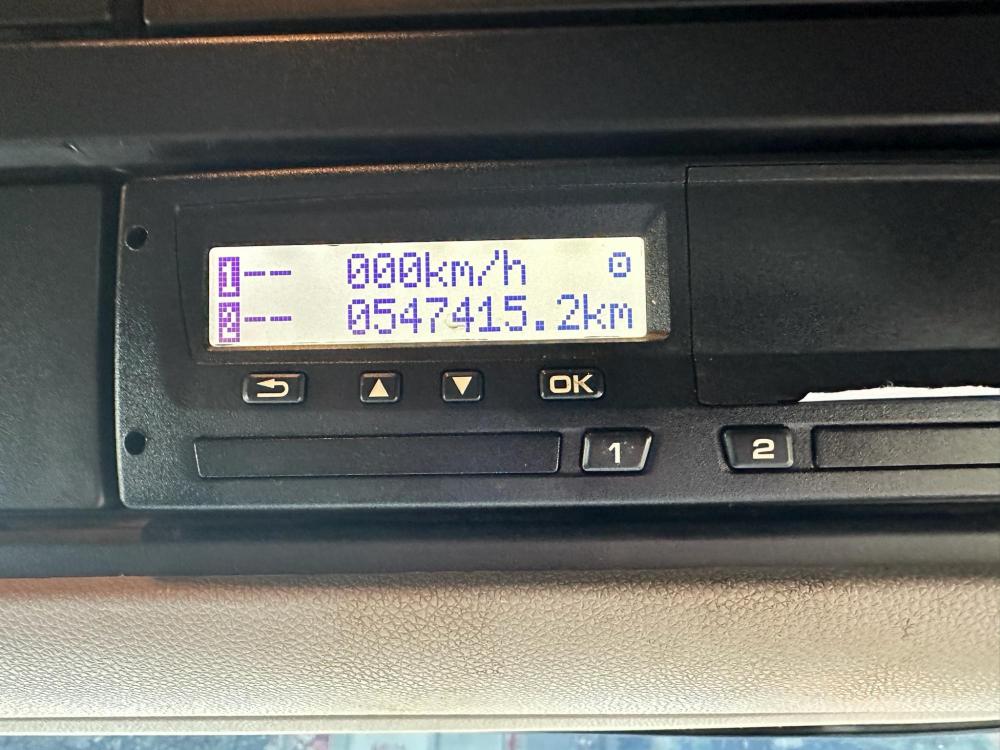 1-- 000km/h ⊙
2-- 0547415.2km
OK
1 2